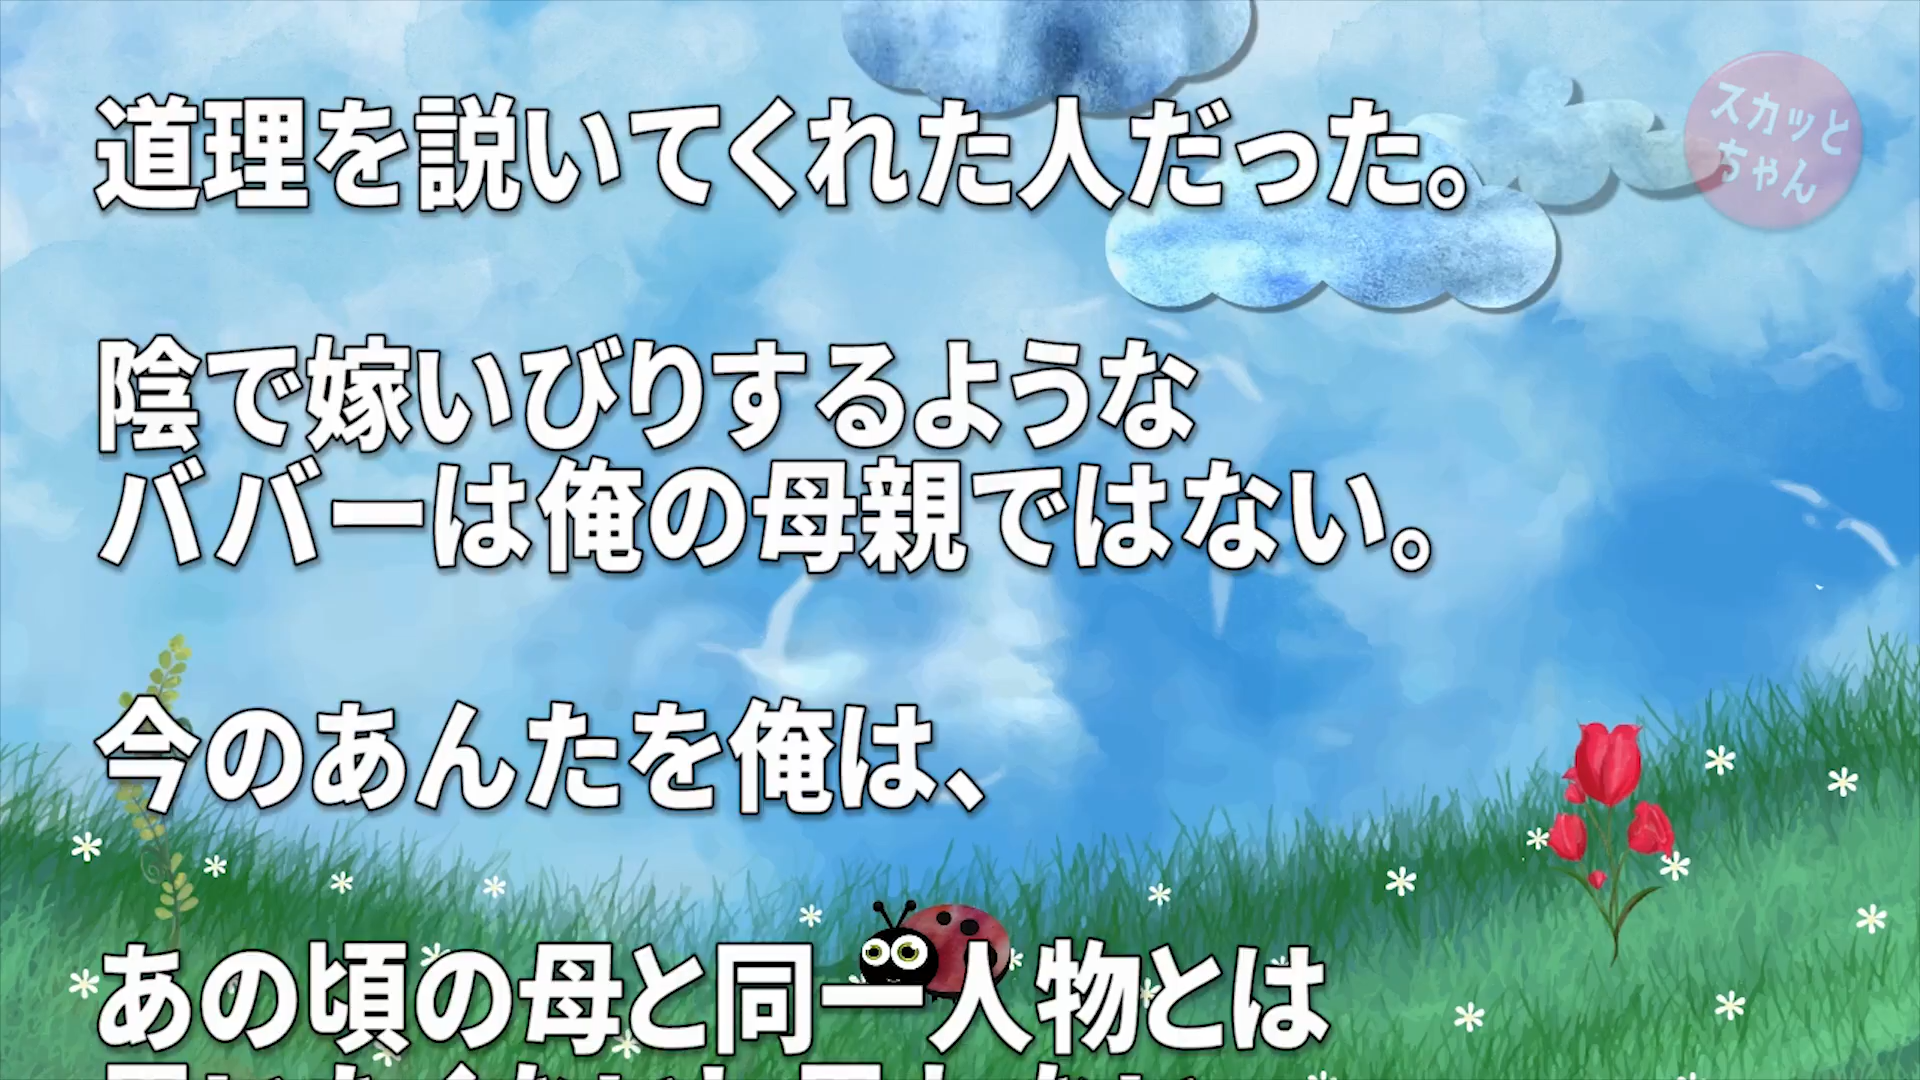 道理を説いてくれた人だった。
スカッと
ちゃん
陰で嫁いびりするような
ババーは俺の母親ではない。
今のあんたを俺は、
あの頃の母と同一人物とは